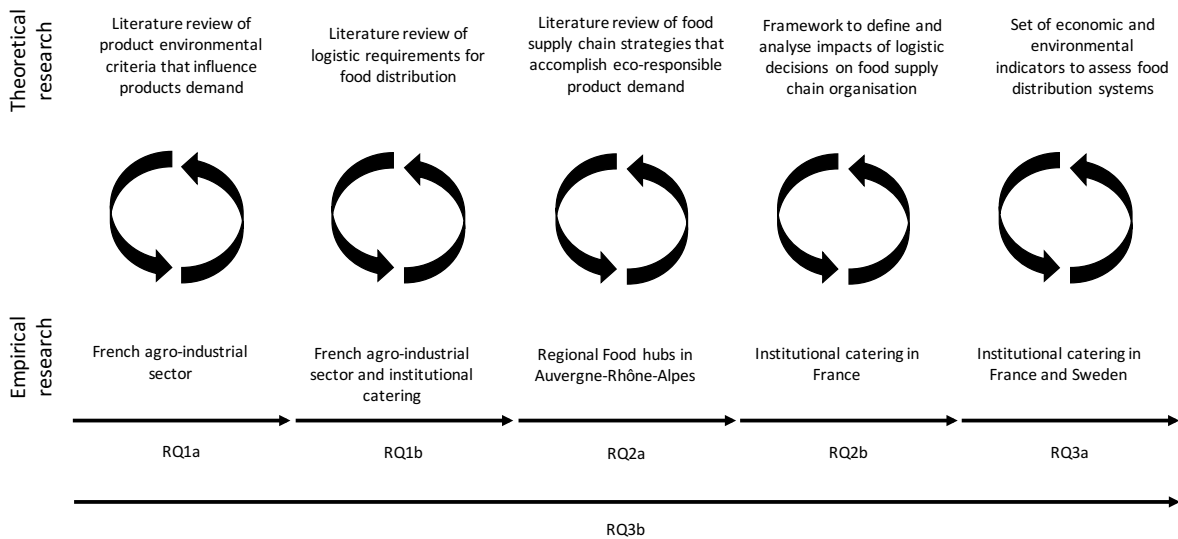 Theoretical
research
Literature review of
product environmental
criteria that influence
products demand
Literature review of
logistic requirements for
food distribution
Literature review of food
supply chain strategies that
accomplish eco-responsible
product demand
Framework to define and
analyse impacts of logistic
decisions on food supply
chain organisation
Set of economic and
environmental
indicators to assess food
distribution systems
Empirical
research
French agro-industrial
sector
French agro-industrial
sector and institutional
catering
Regional Food hubs in
Auvergne-Rhône-Alpes
Institutional catering in
France
Institutional catering in
France and Sweden
RQ1a
RQ1b
RQ2a
RQ2b
RQ3a
RQ3b